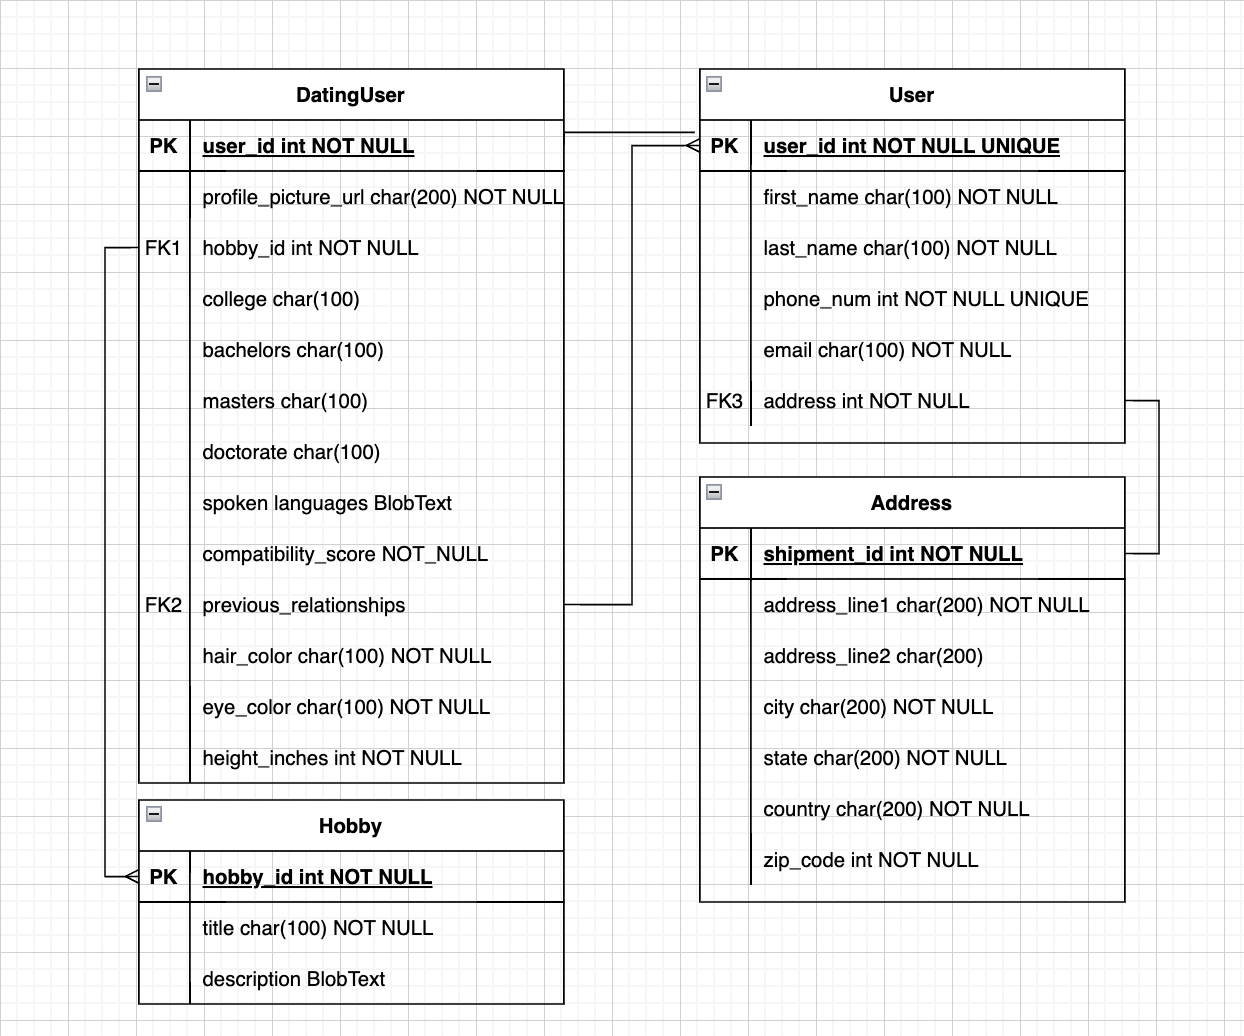 DatingUser
PK user_id int NOT NULL
profile_picture_url char(200) NOT NULL
FK1 hobby_id int NOT NULL
college char(100)
bachelors char(100)
masters char(100)
doctorate char(100)
spoken languages BlobText
compatibility_score NOT_NULL
FK2 previous_relationships
hair_color char(100) NOT NULL
eye_color char(100) NOT NULL
height_inches int NOT NULL
Hobby
PK hobby_id int NOT NULL
title char(100) NOT NULL
description BlobText
User
PK user_id int NOT NULL UNIQUE
first_name char(100) NOT NULL
last_name char(100) NOT NULL
phone_num int NOT NULL UNIQUE
email char(100) NOT NULL
FK3 address int NOT NULL
Address
PK shipment_id int NOT NULL
address_line1 char(200) NOT NULL
address_line2 char(200)
city char(200) NOT NULL
state char(200) NOT NULL
country char(200) NOT NULL
zip_code int NOT NULL